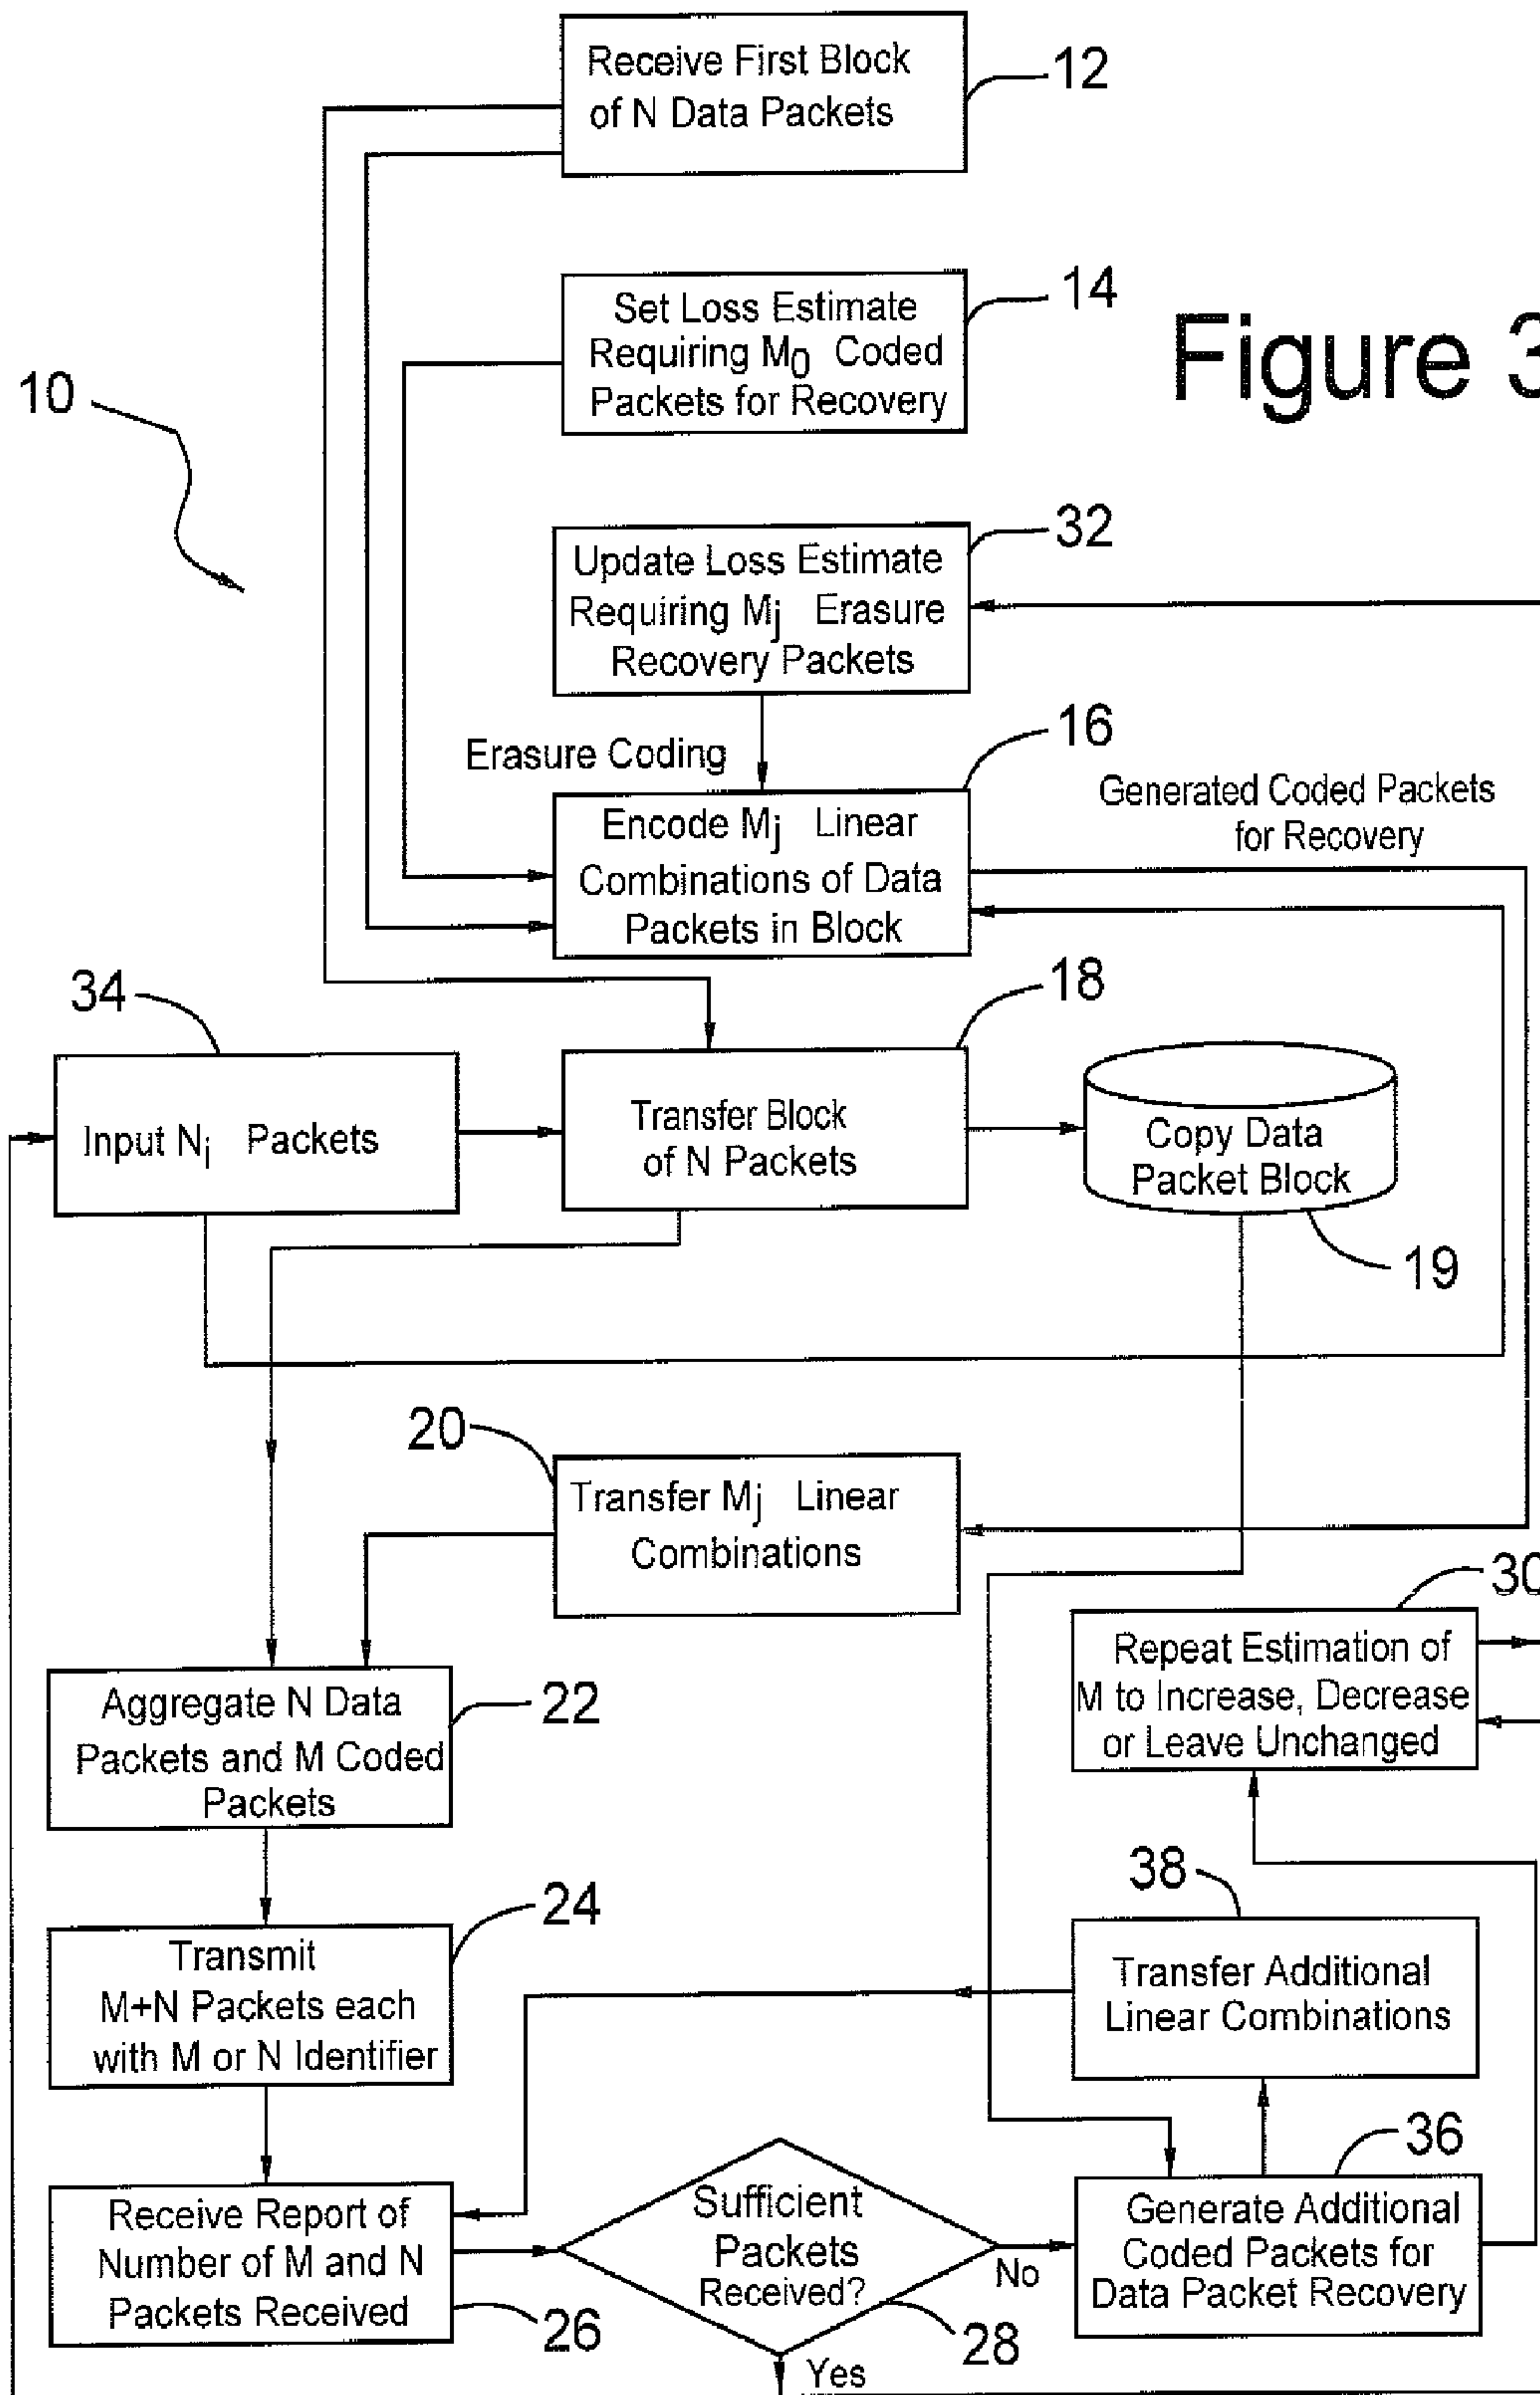 Receive First Block
of N Data Packets
12
Set Loss Estimate
Requiring M0 Coded
Packets for Recovery
14
Figure 3
10
Update Loss Estimate
Requiring Mj Erasure
Recovery Packets
32
Erasure Coding
16
Encode Mj Linear
Combinations of Data
Packets in Block
Generated Coded Packets
for Recovery
34
Input Ni Packets
18
Transfer Block
of N Packets
Copy Data
Packet Block
19
20
Transfer Mj Linear
Combinations
30
Repeat Estimation of
M to Increase, Decrease
or Leave Unchanged
Aggregate N Data
Packets and M Coded
Packets
22
38
Transfer Additional
Linear Combinations
24
Transmit
M+N Packets each
with M or N Identifier
36
Generate Additional
Coded Packets for
Data Packet Recovery
Receive Report of
Number of M and N
Packets Received
26
Sufficient
Packets
Received?
No
28
Yes